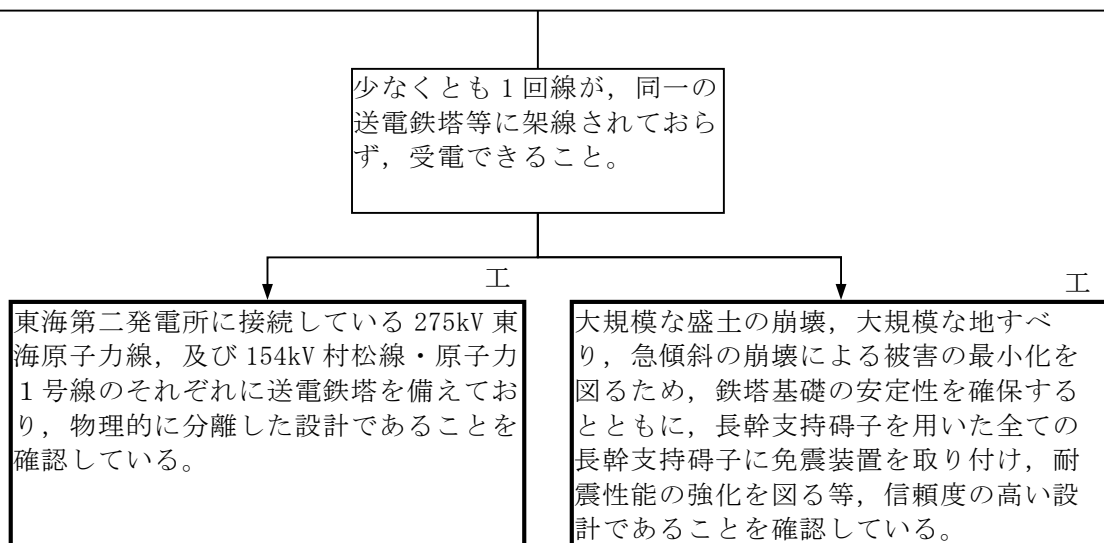 少なくとも１回線が，同一の
送電鉄塔等に架線されておら
ず，受電できること。
工
東海第二発電所に接続している 275kV 東
海原子力線，及び 154kV 村松線・原子力
１号線のそれぞれに送電鉄塔を備えてお
り，物理的に分離した設計であることを
確認している。
工
大規模な盛土の崩壊，大規模な地すべ
り，急傾斜の崩壊による被害の最小化を
図るため，鉄塔基礎の安定性を確保する
とともに，長幹支持碍子を用いた全ての
長幹支持碍子に免震装置を取り付け，耐
震性能の強化を図る等，信頼度の高い設
計であることを確認している。